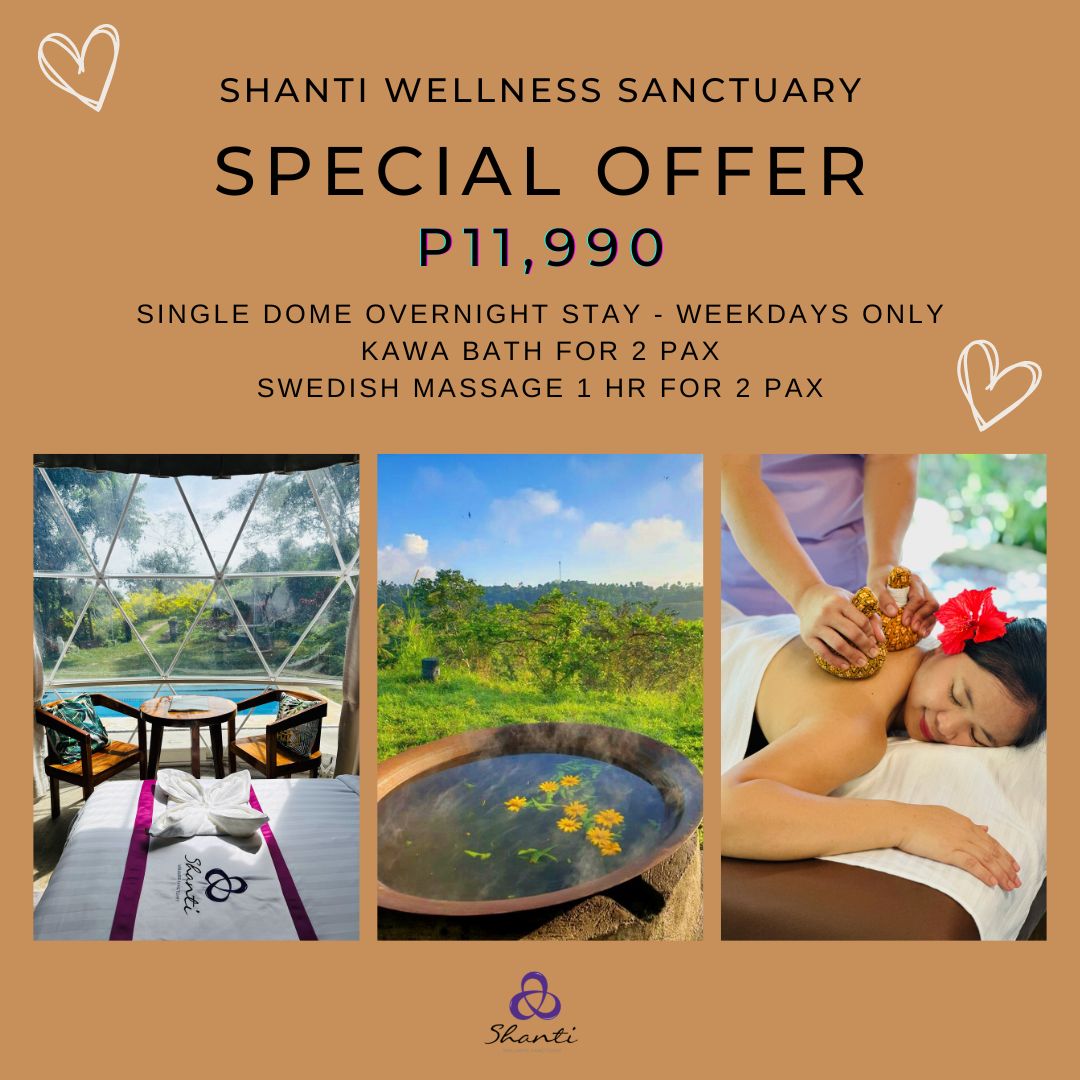 SHANTI WELLNESS SANCTUARY
SPECIAL OFFER
P11,990
SINGLE DOME OVERNIGHT STAY - WEEKDAYS ONLY
KAWA BATH FOR 2 PAX
SWEDISH MASSAGE 1 HR FOR 2 PAX
Shanti
Shanti